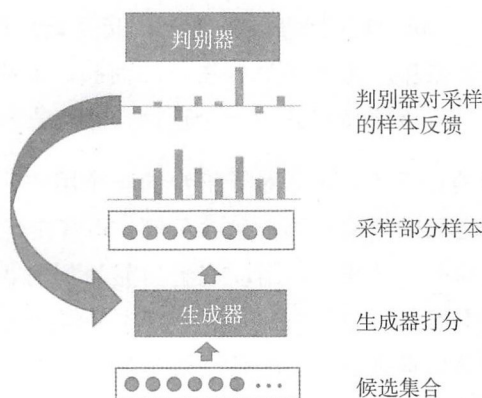 判别器
判别器对采样
的样本反馈
采样部分样本
生成器
生成器打分
候选集合